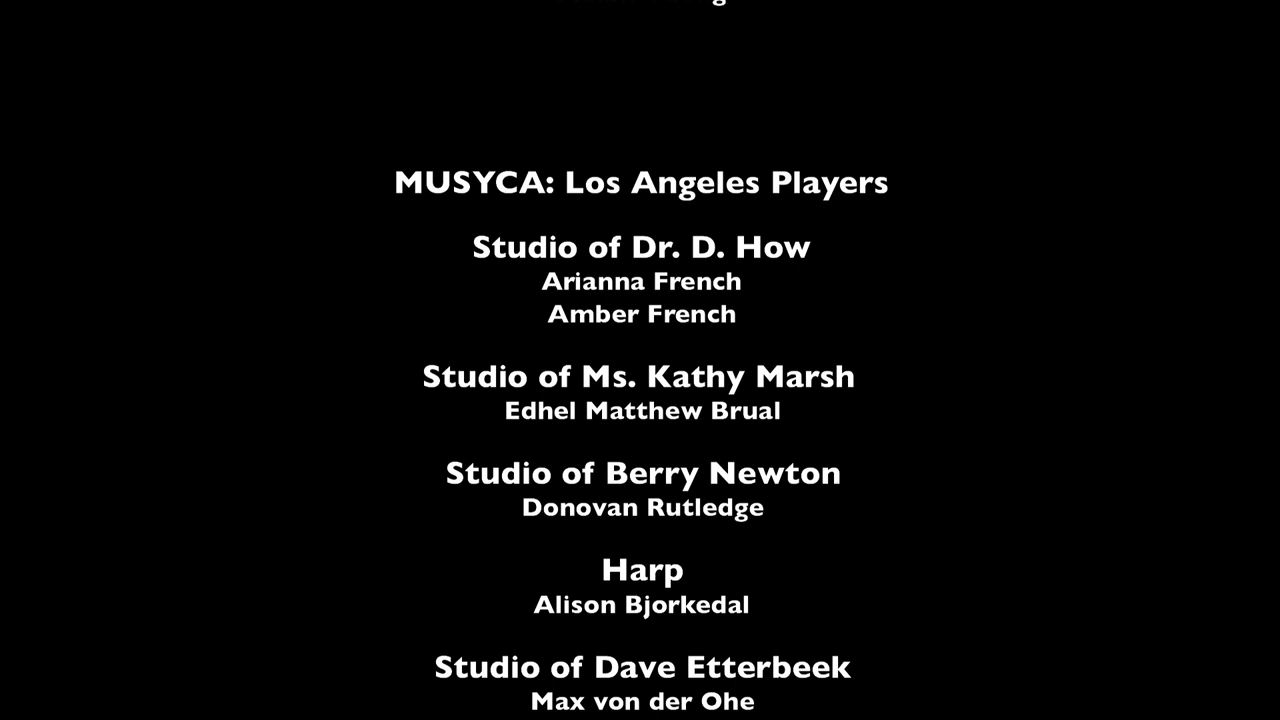 MUSYCA: Los Angeles Players
Studio of Dr. D. How
Arianna French
Amber French
Studio of Ms. Kathy Marsh
Edhel Matthew Brual
Studio of Berry Newton
Donovan Rutledge
Harp
Alison Bjorkedal
Studio of Dave Etterbeek
Max von der Ohe